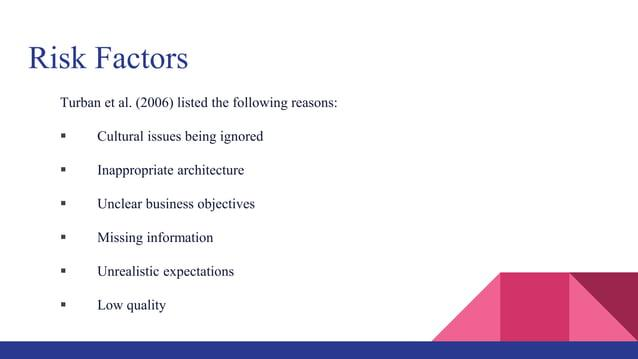 Risk Factors
Turban et al. (2006) listed the following reasons:
▪ Cultural issues being ignored
▪ Inappropriate architecture
▪ Unclear business objectives
▪ Missing information
▪ Unrealistic expectations
▪ Low quality